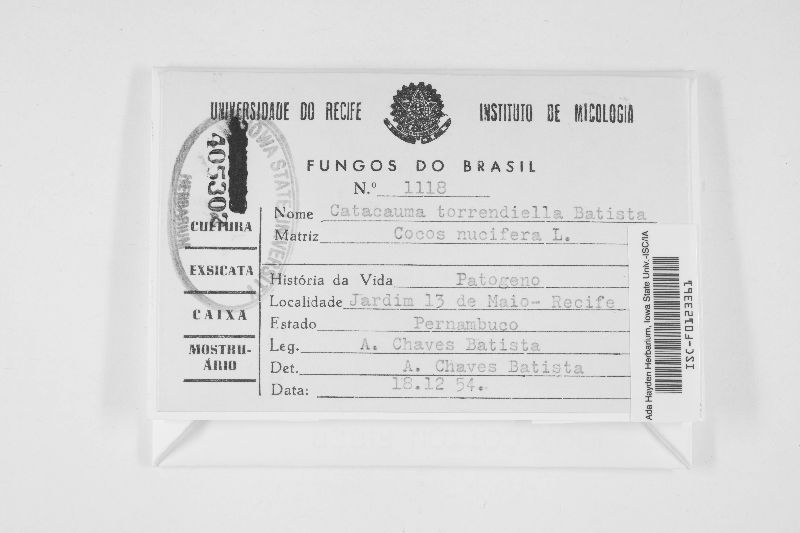 UNIVERSIDADE DO RECIFE INSTITUTO DE MICOLOGIA
FUNGOS DO BRASIL
N.º 1118
IOWA STATE UNIVERSITY
HERBARIUM
405302
CULTURA
EXSICATA
CAIXA
MOSTRU-
ÁRIO
Nome Catacauma torrendiella Batista
Matriz Cocos nucifera L.
História da Vida Patogeno
Localidade Jardim 13 de Maio- Recife
Estado Pernambuco
Leg. A. Chaves Batista
Det. A. Chaves Batista
Data: 18.12 54.
Ada Hayden Herbarium, Iowa State Univ.-ISC/IA
ISC-F0123361